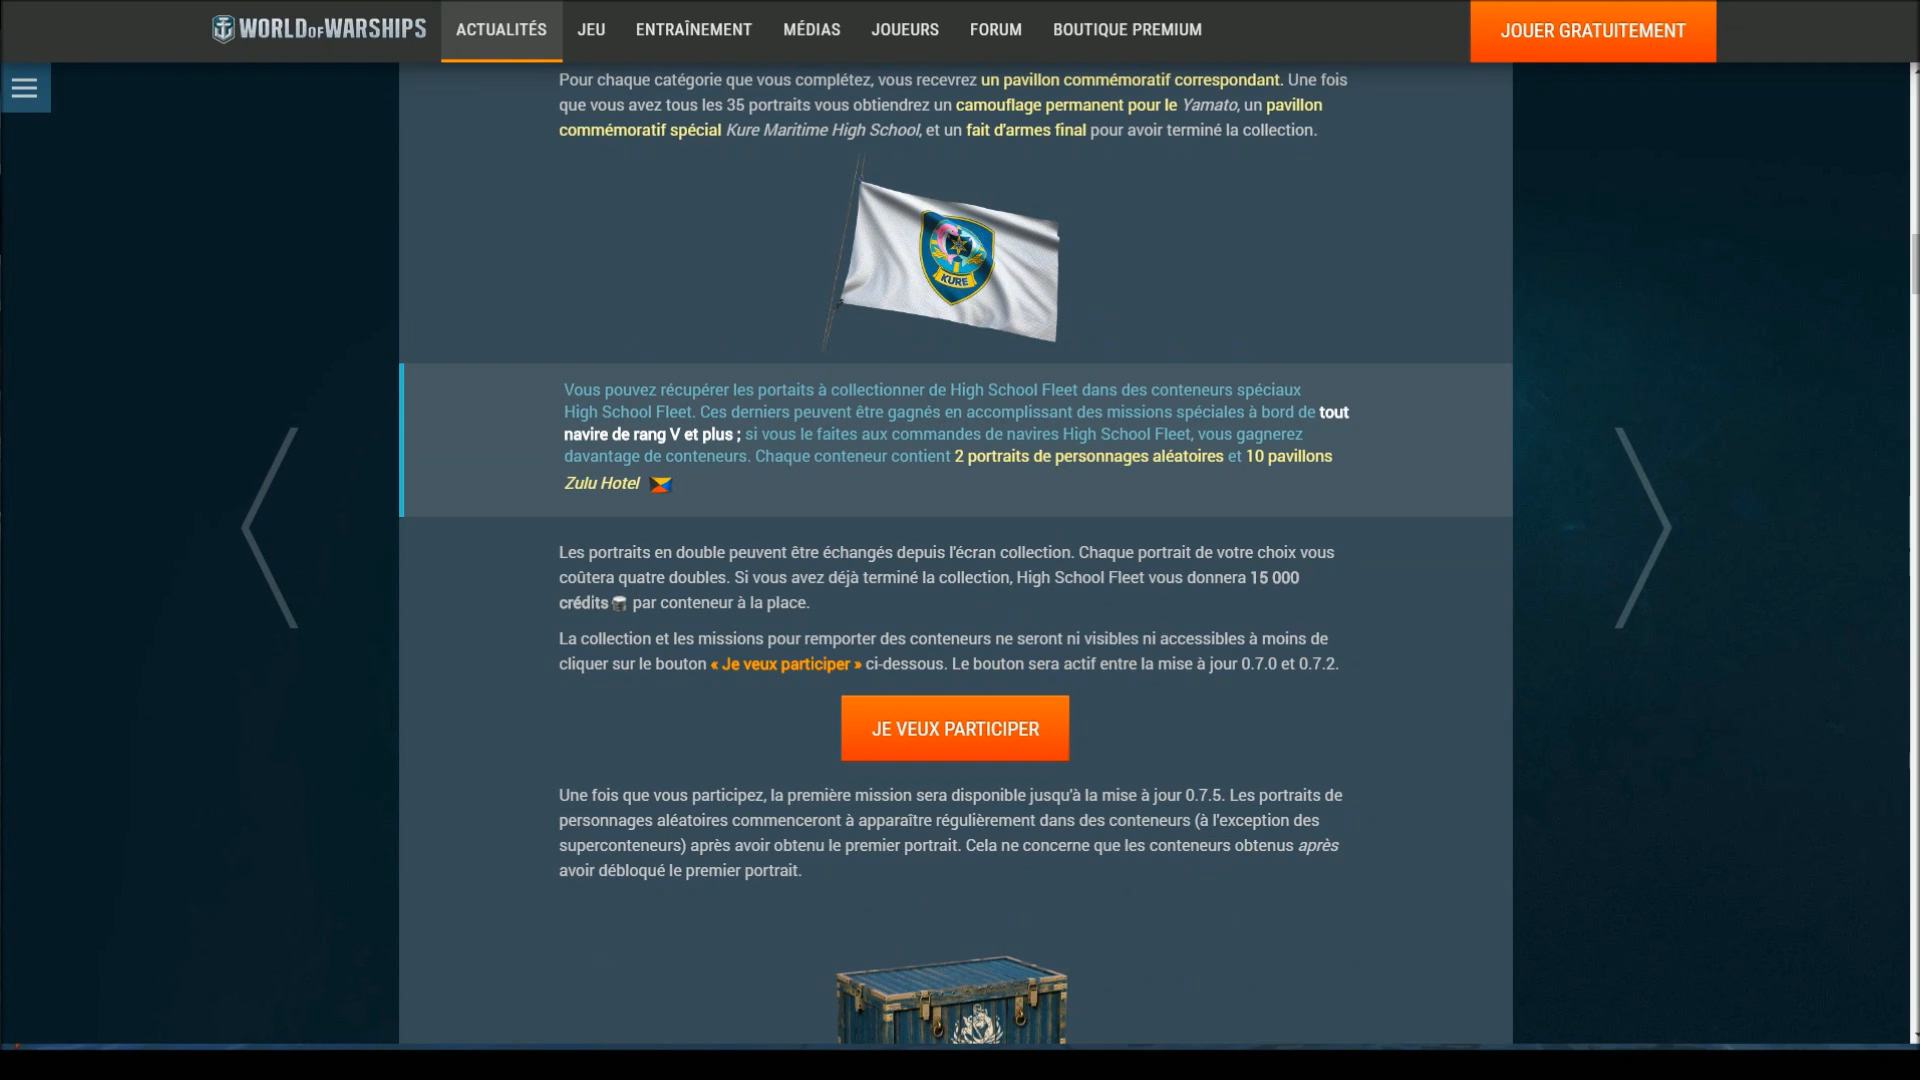 WORLD OF WARSHIPS ACTUALITÉS JEU ENTRAÎNEMENT MÉDIAS JOUEURS FORUM BOUTIQUE PREMIUM JOUER GRATUITEMENT
Pour chaque catégorie que vous complétez, vous recevrez un pavillon commémoratif correspondant. Une fois
que vous avez tous les 35 portraits vous obtiendrez un camouflage permanent pour le Yamato, un pavillon
commémoratif spécial Kure Maritime High School, et un fait d'armes final pour avoir terminé la collection.
KURE
Vous pouvez récupérer les portaits à collectionner de High School Fleet dans des conteneurs spéciaux
High School Fleet. Ces derniers peuvent être gagnés en accomplissant des missions spéciales à bord de tout
navire de rang V et plus ; si vous le faites aux commandes de navires High School Fleet, vous gagnerez
davantage de conteneurs. Chaque conteneur contient 2 portraits de personnages aléatoires et 10 pavillons
Zulu Hotel
Les portraits en double peuvent être échangés depuis l'écran collection. Chaque portrait de votre choix vous
coûtera quatre doubles. Si vous avez déjà terminé la collection, High School Fleet vous donnera 15 000
crédits par conteneur à la place.
La collection et les missions pour remporter des conteneurs ne seront ni visibles ni accessibles à moins de
cliquer sur le bouton « Je veux participer » ci-dessous. Le bouton sera actif entre la mise à jour 0.7.0 et 0.7.2.
JE VEUX PARTICIPER
Une fois que vous participez, la première mission sera disponible jusqu'à la mise à jour 0.7.5. Les portraits de
personnages aléatoires commenceront à apparaître régulièrement dans des conteneurs (à l'exception des
superconteneurs) après avoir obtenu le premier portrait. Cela ne concerne que les conteneurs obtenus après
avoir débloqué le premier portrait.